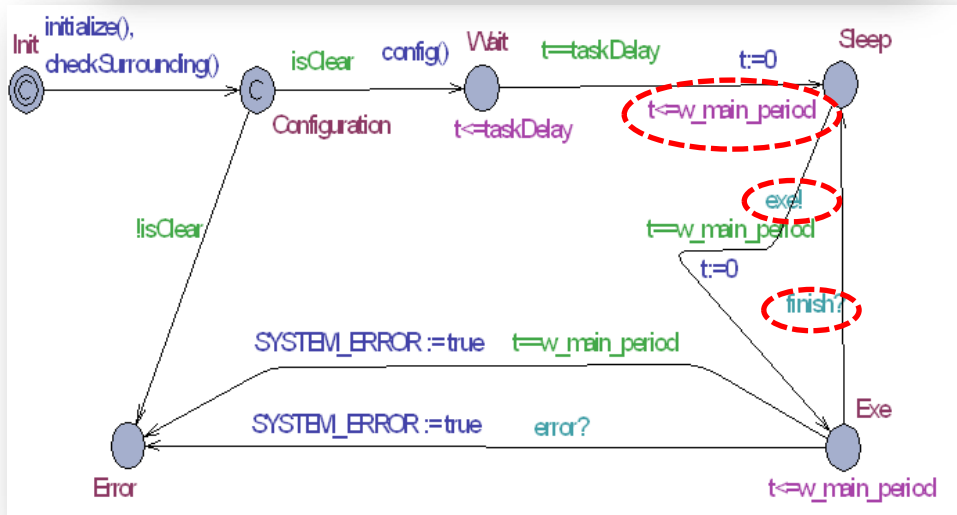 initialize(),
Init
checkSurrounding()
isClear
config()
Wait
t==taskDelay
t:=0
Sleep
C
C
Configuration
t<=taskDelay
t<=w_main_period
exe!
!isClear
t==w_main_period
t:=0
finish?
SYSTEM_ERROR :=true
t==w_main_period
Exe
SYSTEM_ERROR :=true
error?
Error
t<=w_main_period